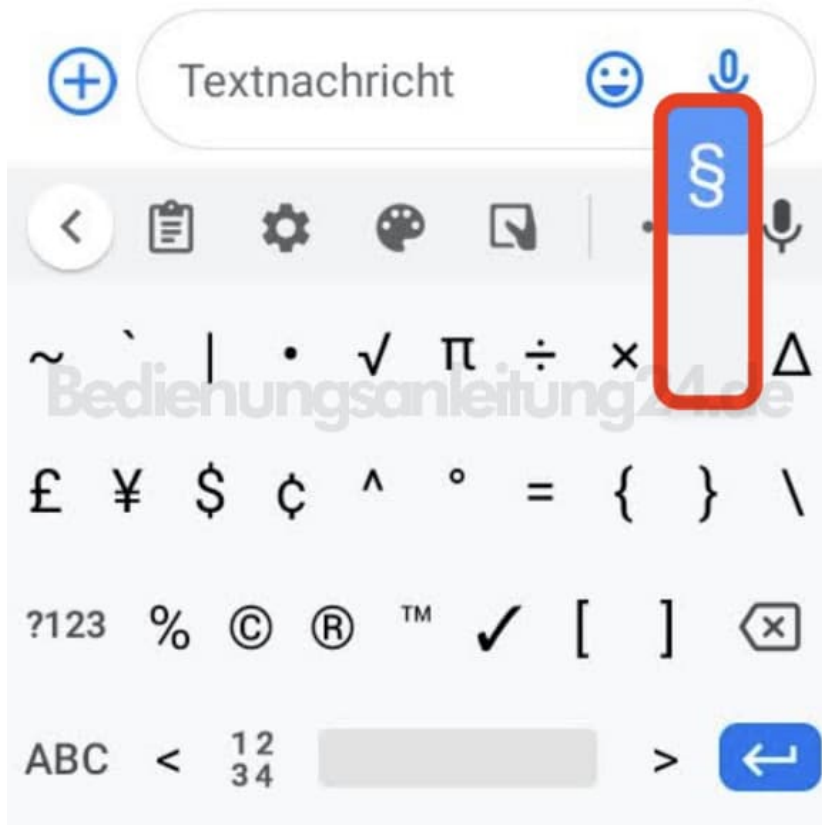 Textnachricht
§
~ ` | • √ π ÷ × Δ
Bedienungsanleitung24.de
£ ¥ $ ¢ ^ ° = { } \
?123 % © ® ™ ✓ [ ]
ABC < 12 34 >